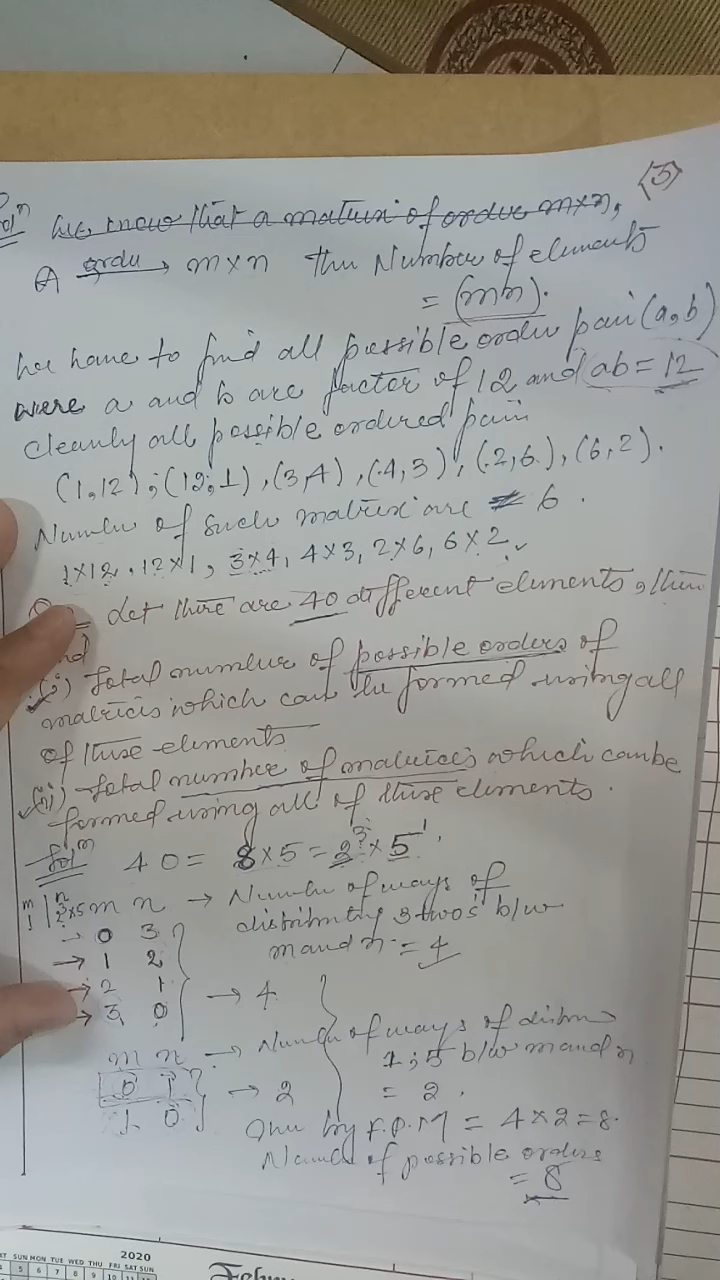 ⟨3⟩
Solⁿ We know that a matrix of order m×n,
A order → m×n then Number of elements
= (mn).
we have to find all possible order pair (a,b)
were a and b are factor of 12 and ab = 12
Clearly all possible ordered pair
(1,12), (12,1), (3,4), (4,3), (2,6), (6,2).
Number of such matrix are 6.
1×12, 12×1, 3×4, 4×3, 2×6, 6×2
Let there are 40 different elements, then
(i) total number of possible orders of
matrices which can be formed using all
of these elements
(ii) total number of matrices which can be
formed using all of these elements.
Solⁿ 40 = 8×5 = 2³ × 5¹
m n → Number of ways of
distributing 3 two's b/w
m and n = 4
→ 0 3
→ 1 2
→ 2 1 → 4
→ 3 0
m n → Number of ways of
1, 5 b/w m and n
0 1 → 2 = 2.
1 0
by F.P.M = 4×2=8.
of possible orders
= 8
2020
SUN MON TUE WED THU FRI SAT SUN
5 6 7 8 9 10 11